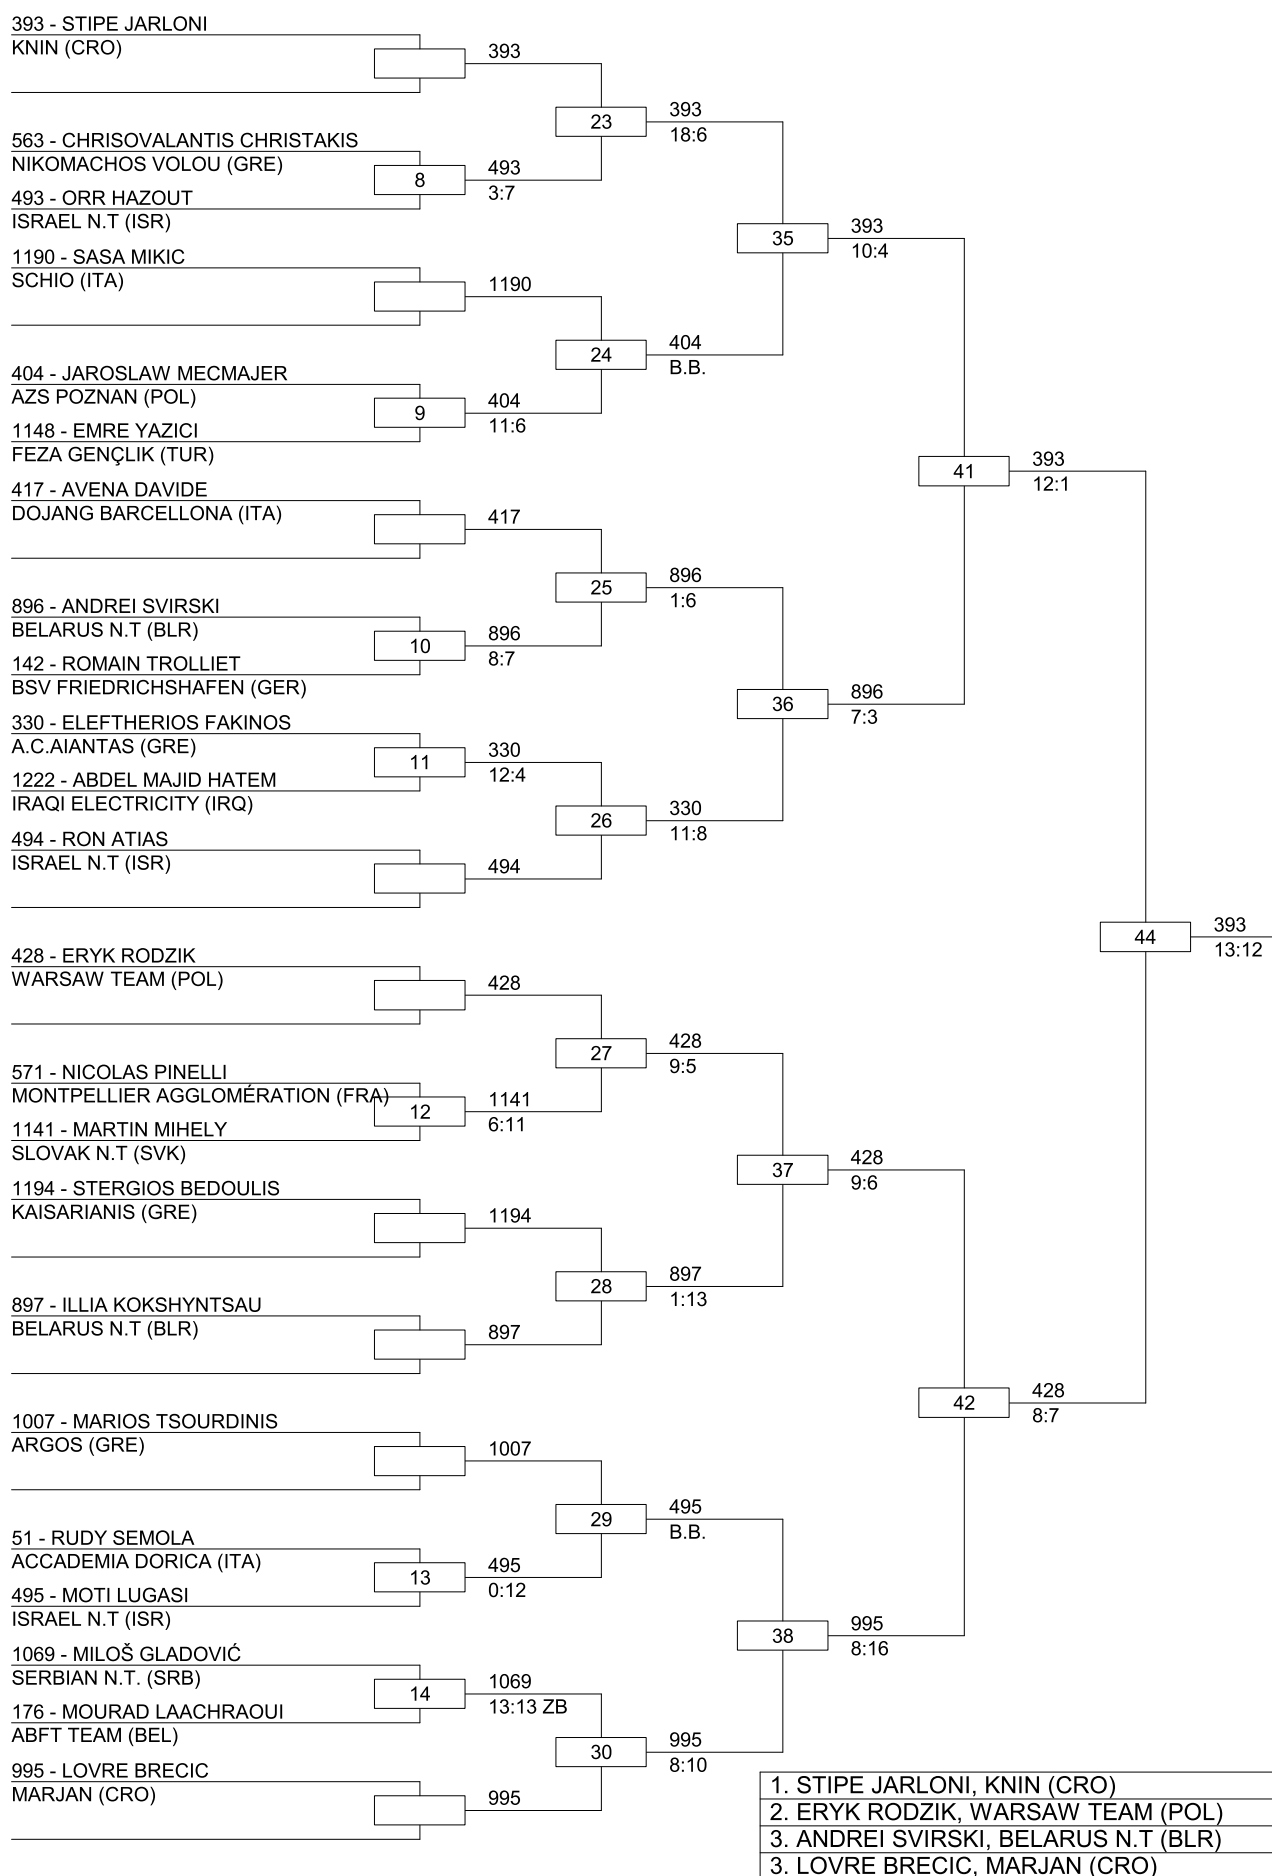 393 - STIPE JARLONI
KNIN (CRO)
393
23
393
18:6
563 - CHRISOVALANTIS CHRISTAKIS
NIKOMACHOS VOLOU (GRE)
8
493
3:7
493 - ORR HAZOUT
ISRAEL N.T (ISR)
35
393
10:4
1190 - SASA MIKIC
SCHIO (ITA)
1190
24
404
B.B.
404 - JAROSLAW MECMAJER
AZS POZNAN (POL)
9
404
11:6
1148 - EMRE YAZICI
FEZA GENÇLIK (TUR)
41
393
12:1
417 - AVENA DAVIDE
DOJANG BARCELLONA (ITA)
417
25
896
1:6
896 - ANDREI SVIRSKI
BELARUS N.T (BLR)
10
896
8:7
142 - ROMAIN TROLLIET
BSV FRIEDRICHSHAFEN (GER)
36
896
7:3
330 - ELEFTHERIOS FAKINOS
A.C.AIANTAS (GRE)
11
330
12:4
1222 - ABDEL MAJID HATEM
IRAQI ELECTRICITY (IRQ)
26
330
11:8
494 - RON ATIAS
ISRAEL N.T (ISR)
494
44
393
13:12
428 - ERYK RODZIK
WARSAW TEAM (POL)
428
27
428
9:5
571 - NICOLAS PINELLI
MONTPELLIER AGGLOMÉRATION (FRA)
12
1141
6:11
1141 - MARTIN MIHELY
SLOVAK N.T (SVK)
37
428
9:6
1194 - STERGIOS BEDOULIS
KAISARIANIS (GRE)
1194
28
897
1:13
897 - ILLIA KOKSHYNTSAU
BELARUS N.T (BLR)
897
42
428
8:7
1007 - MARIOS TSOURDINIS
ARGOS (GRE)
1007
29
495
B.B.
51 - RUDY SEMOLA
ACCADEMIA DORICA (ITA)
13
495
0:12
495 - MOTI LUGASI
ISRAEL N.T (ISR)
38
995
8:16
1069 - MILOŠ GLADOVIĆ
SERBIAN N.T. (SRB)
14
1069
13:13 ZB
176 - MOURAD LAACHRAOUI
ABFT TEAM (BEL)
30
995
8:10
995 - LOVRE BRECIC
MARJAN (CRO)
995
1. STIPE JARLONI, KNIN (CRO)
2. ERYK RODZIK, WARSAW TEAM (POL)
3. ANDREI SVIRSKI, BELARUS N.T (BLR)
3. LOVRE BRECIC, MARJAN (CRO)